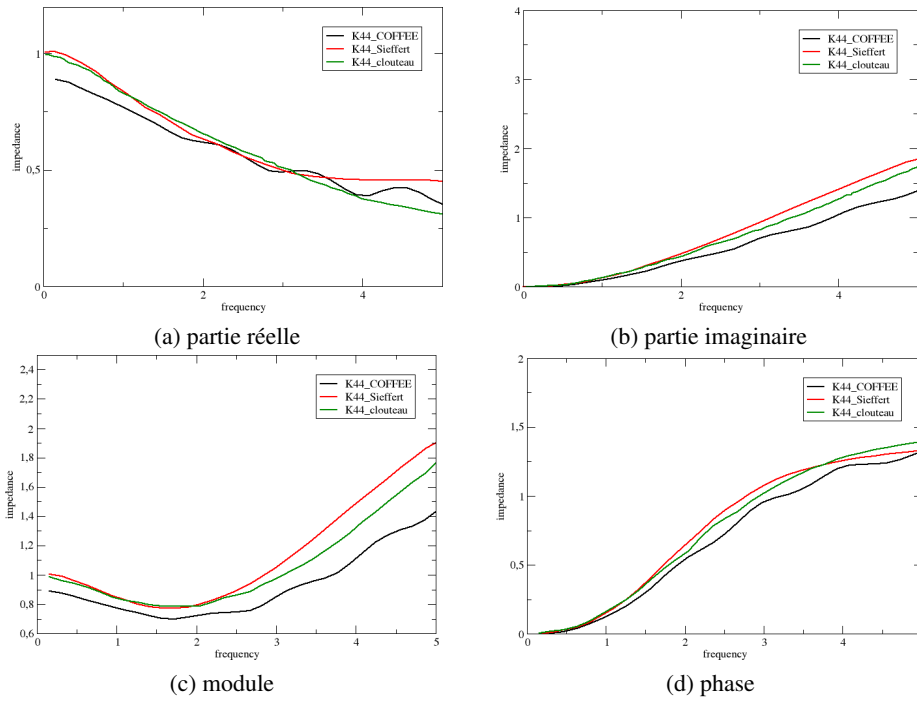 K44_COFFEE
K44_Sieffert
K44_clouteau
impedance
1
0,5
0
0 2 4
frequency
(a) partie réelle
K44_COFFEE
K44_Sieffert
K44_clouteau
impedance
4
3
2
1
0
0 2 4
frequency
(b) partie imaginaire
K44_COFFEE
K44_Sieffert
K44_clouteau
impedance
2,4
2,2
2
1,8
1,6
1,4
1,2
1
0,8
0,6
0 1 2 3 4 5
frequency
(c) module
K44_COFFEE
K44_Sieffert
K44_clouteau
impedance
2
1,5
1
0,5
0
0 1 2 3 4
frequency
(d) phase